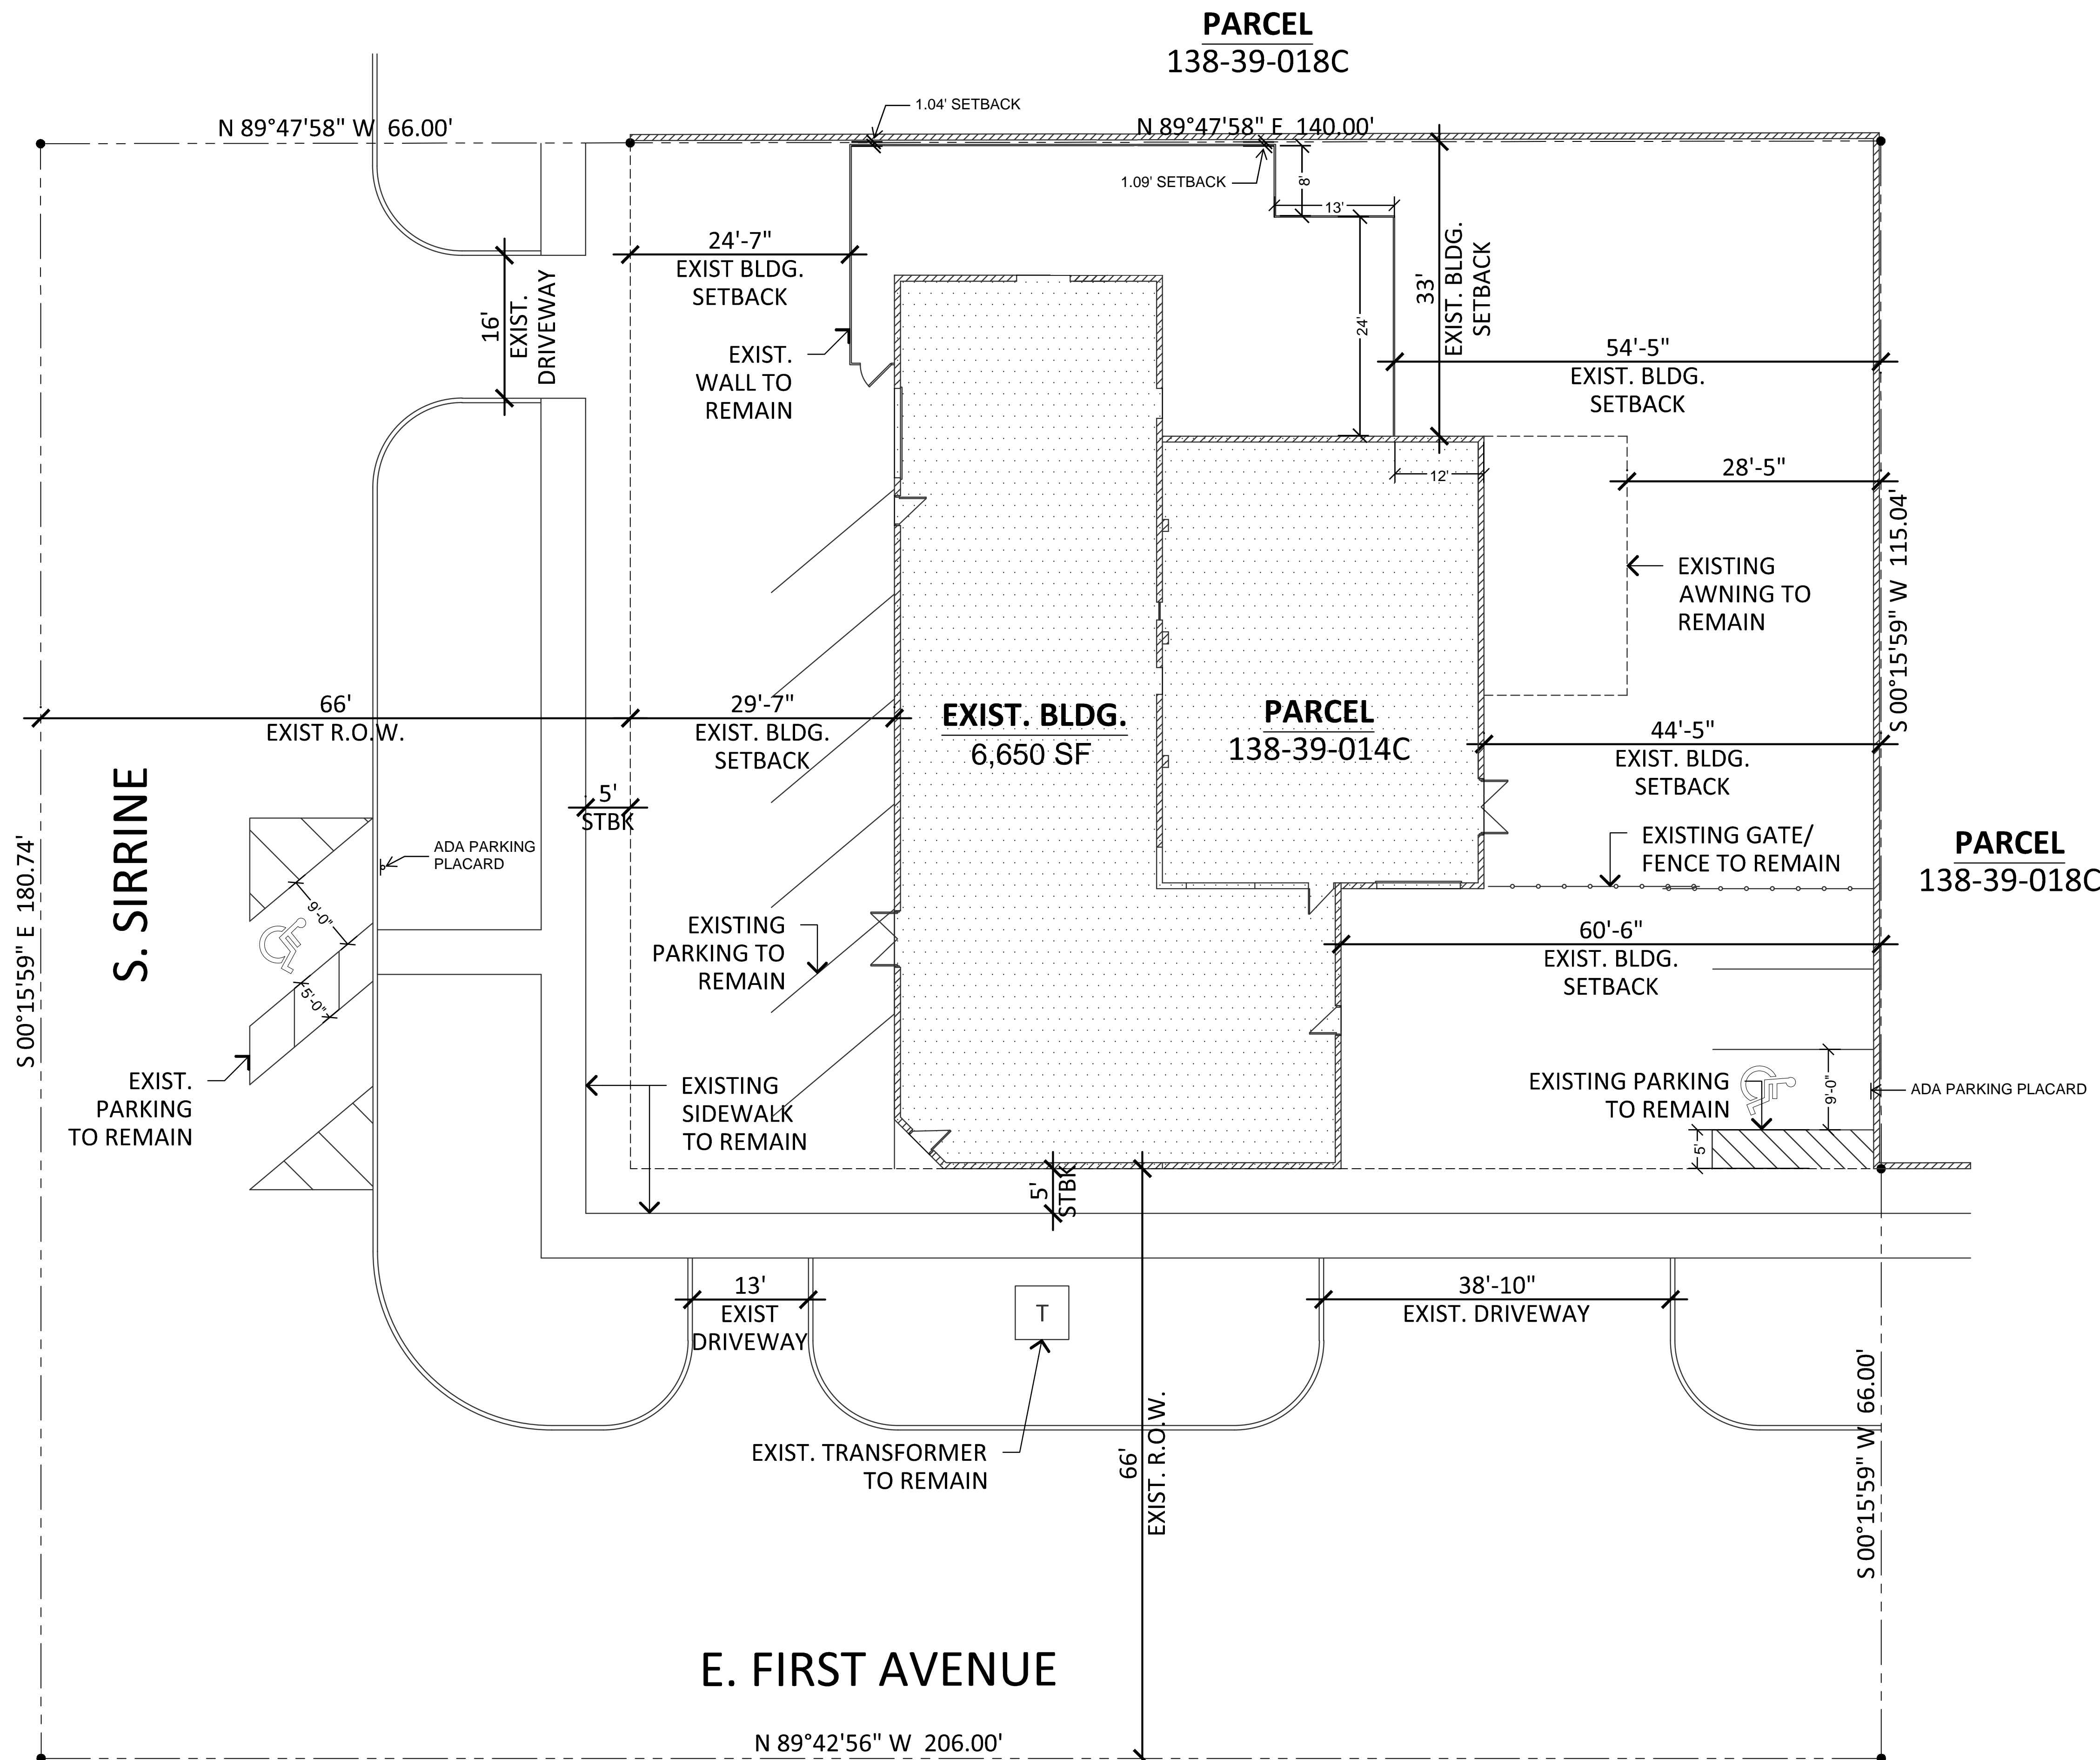 PARCEL
138-39-018C
1.04' SETBACK
N 89°47'58" W  66.00'
N 89°47'58" E  140.00'
1.09' SETBACK
8'
13'
24'-7"
EXIST BLDG.
SETBACK
16'
EXIST.
DRIVEWAY
EXIST.
WALL TO
REMAIN
24'
33'
EXIST. BLDG.
SETBACK
54'-5"
EXIST. BLDG.
SETBACK
12'
28'-5"
S 00°15'59" W  115.04'
EXISTING
AWNING TO
REMAIN
66'
EXIST R.O.W.
29'-7"
EXIST. BLDG.
SETBACK
EXIST. BLDG.
6,650 SF
PARCEL
138-39-014C
44'-5"
EXIST. BLDG.
SETBACK
5'
STBK
S. SIRRINE
S 00°15'59" E  180.74'
ADA PARKING
PLACARD
EXISTING GATE/
FENCE TO REMAIN
PARCEL
138-39-018C
9'-0"
5'-0"
EXISTING
PARKING TO
REMAIN
60'-6"
EXIST. BLDG.
SETBACK
EXIST.
PARKING
TO REMAIN
EXISTING
SIDEWALK
TO REMAIN
EXISTING PARKING
TO REMAIN
9'-0"
ADA PARKING PLACARD
5'
5'
STBK
13'
EXIST
DRIVEWAY
T
38'-10"
EXIST. DRIVEWAY
EXIST. TRANSFORMER
TO REMAIN
66'
EXIST. R.O.W.
S 00°15'59" W  66.00'
E. FIRST AVENUE
N 89°42'56" W  206.00'